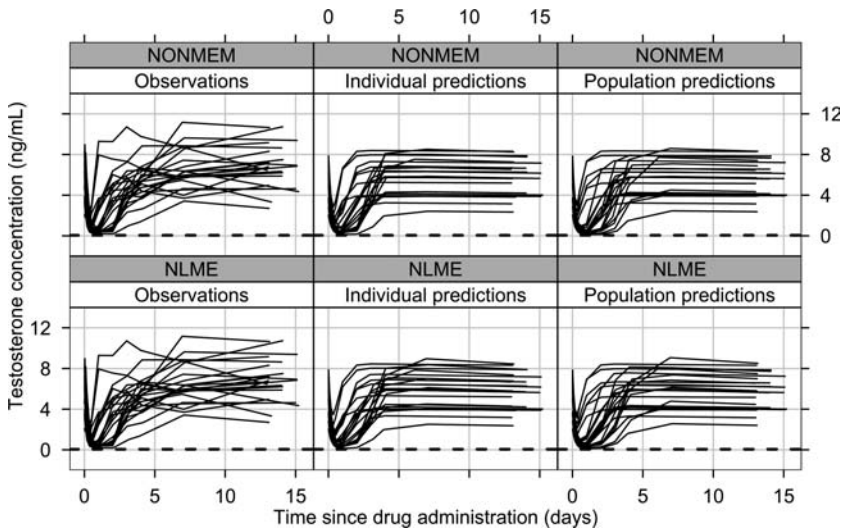 0 5 10 15
NONMEM NONMEM NONMEM
Observations Individual predictions Population predictions
12
8
4
0
NLME NLME NLME
Observations Individual predictions Population predictions
12
8
4
0
0 5 10 15 0 5 10 15
Time since drug administration (days)
Testosterone concentration (ng/mL)